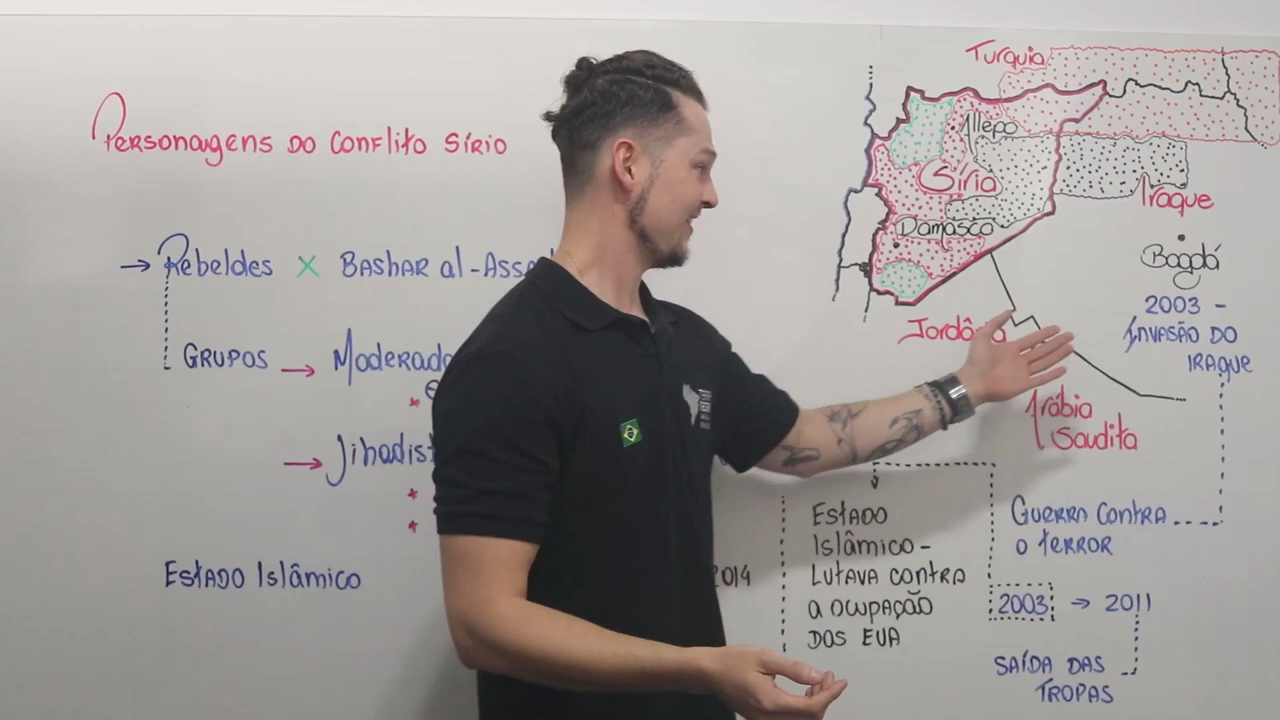 Personagens do Conflito Sírio
→ Rebeldes X Bashar al-Assa
Grupos → Moderado
→ Jihadist
Estado Islâmico
2014
Turquia
Allepo
Síria
Iraque
Damasco
Bagdá
2003 -
Invasão do
Iraque
Jordânia
Arábia
Saudita
Estado
Islâmico -
Lutava contra
a ocupação
dos EUA
Guerra contra
o terror
2003 → 2011
Saída das
tropas